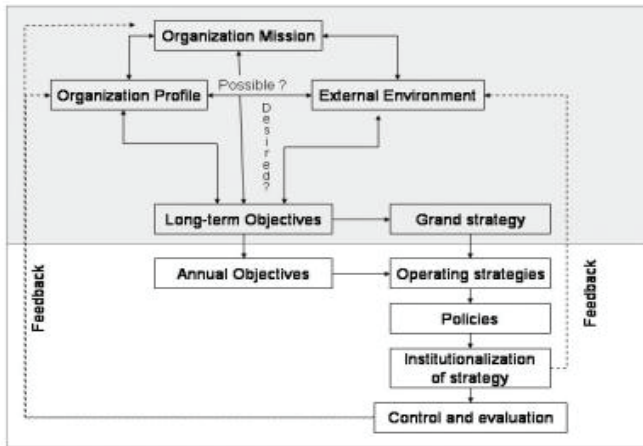 Organization Mission
Possible ?
Organization Profile
External Environment
Desired?
Long-term Objectives
Grand strategy
Annual Objectives
Operating strategies
Feedback
Feedback
Policies
Institutionalization
of strategy
Control and evaluation